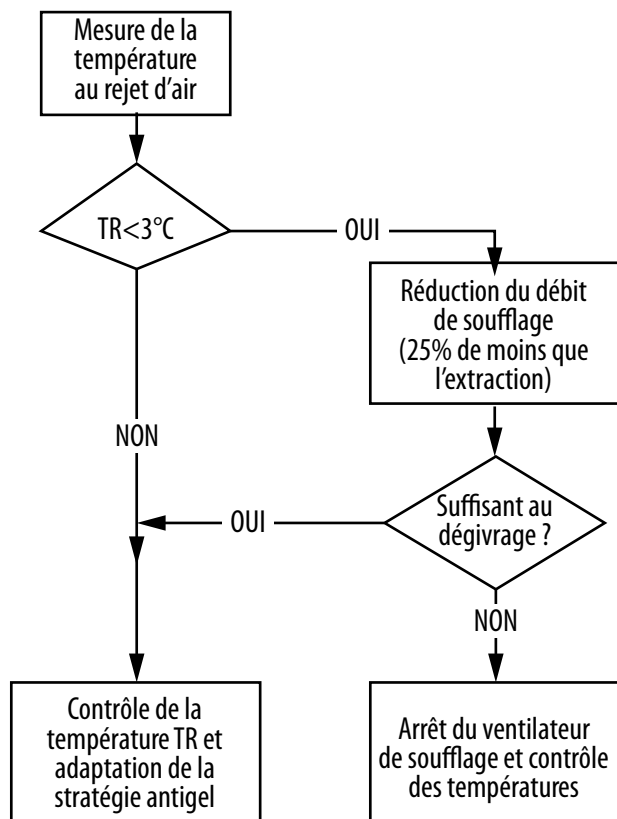 Mesure de la
température
au rejet d'air
TR<3°C
OUI
Réduction du débit
de soufflage
(25% de moins que
l'extraction)
NON
Suffisant au
dégivrage ?
OUI
NON
Contrôle de la
température TR et
adaptation de la
stratégie antigel
Arrêt du ventilateur
de soufflage et contrôle
des températures